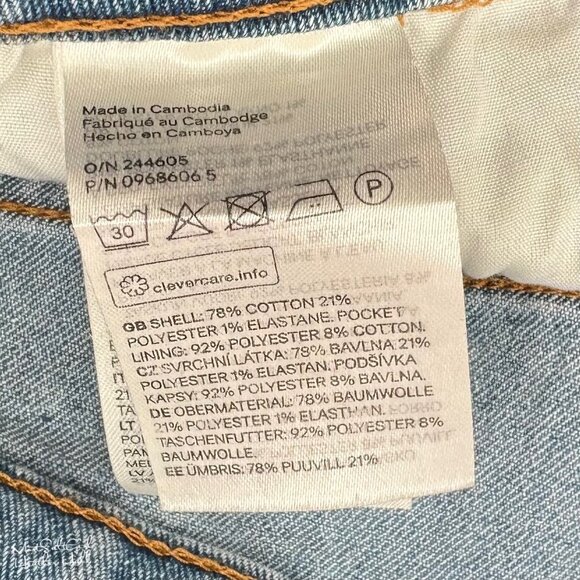 Made in Cambodia
Fabriqué au Cambodge
Hecho en Camboya
O/N 244605
P/N 0968606 5
30
P
clevercare.info
GB SHELL: 78% COTTON 21%
POLYESTER 1% ELASTANE. POCKET
LINING: 92% POLYESTER 8% COTTON.
CZ SVRCHNÍ LÁTKA: 78% BAVLNA 21%
POLYESTER 1% ELASTAN. PODŠÍVKA
KAPSY: 92% POLYESTER 8% BAVLNA.
DE OBERMATERIAL: 78% BAUMWOLLE
21% POLYESTER 1% ELASTHAN.
TASCHENFUTTER: 92% POLYESTER 8%
BAUMWOLLE
EE ÜMBRIS: 78% PUUVILL 21%